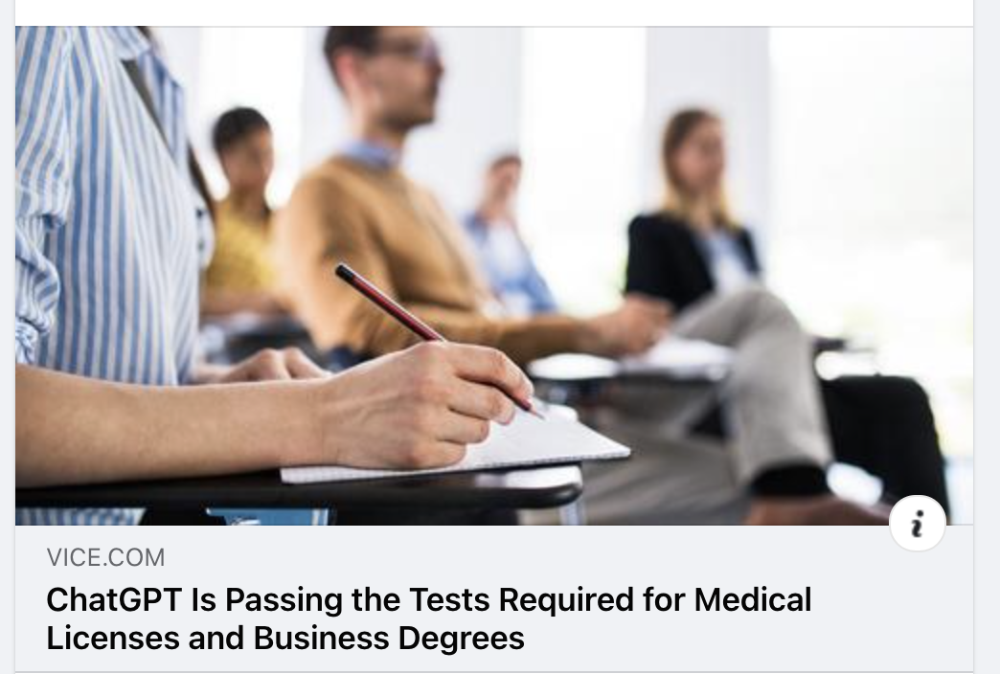 VICE.COM
ChatGPT Is Passing the Tests Required for Medical
Licenses and Business Degrees